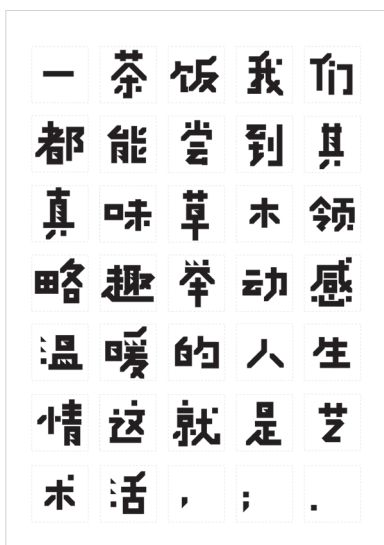 一茶饭我们
都能尝到其
真味草木领
略趣举动感
温暖的人生
情这就是艺
术活，；.